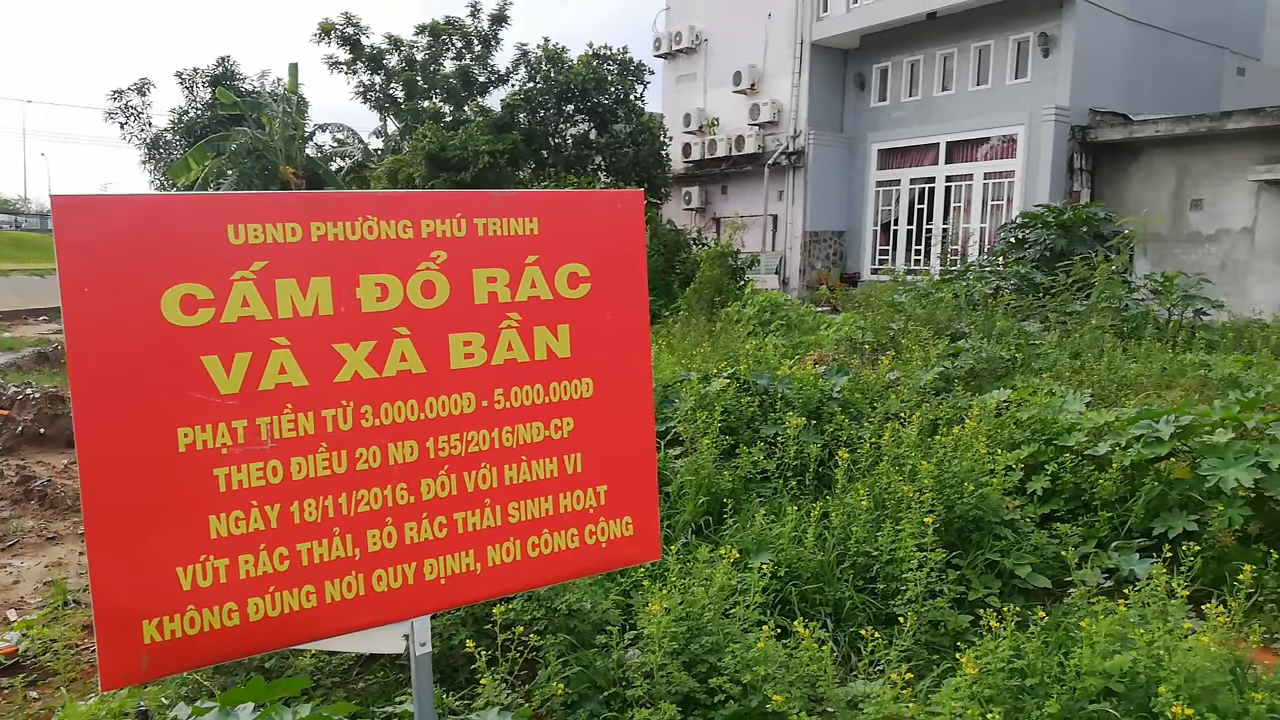 UBND PHƯỜNG PHÚ TRINH
CẤM ĐỔ RÁC
VÀ XÀ BẦN
PHẠT TIỀN TỪ 3.000.000Đ - 5.000.000Đ
THEO ĐIỀU 20 NĐ 155/2016/NĐ-CP
NGÀY 18/11/2016. ĐỐI VỚI HÀNH VI
VỨT RÁC THẢI, BỎ RÁC THẢI SINH HOẠT
KHÔNG ĐÚNG NƠI QUY ĐỊNH, NƠI CÔNG CỘNG